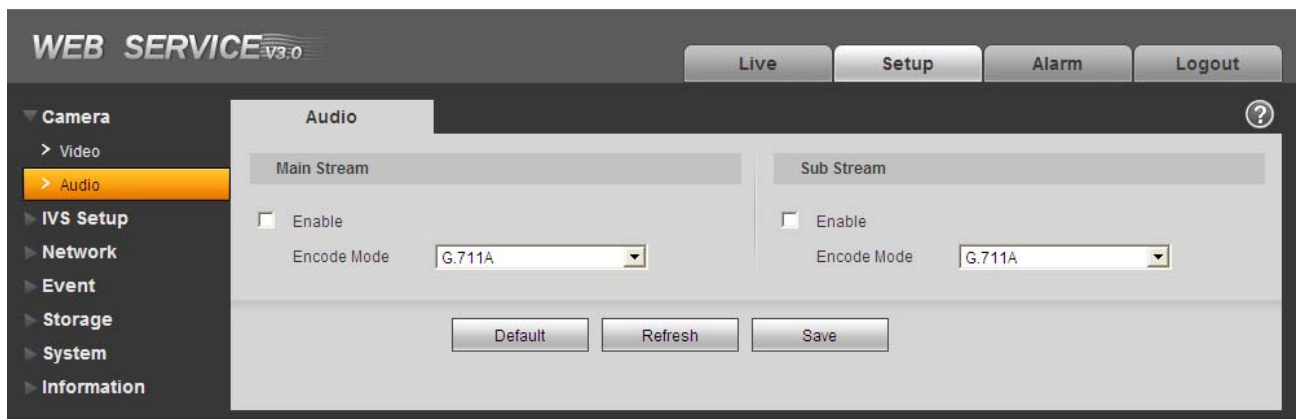 WEB SERVICE V3.0
Live Setup Alarm Logout
Camera
> Video
> Audio
IVS Setup
Network
Event
Storage
System
Information
Audio
?
Main Stream
Enable
Encode Mode G.711A
Sub Stream
Enable
Encode Mode G.711A
Default Refresh Save